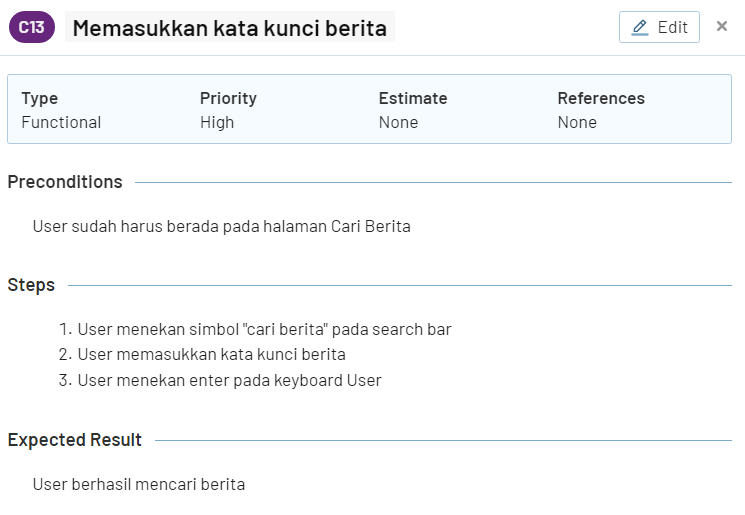 C13 Memasukkan kata kunci berita Edit ×
Type Priority Estimate References
Functional High None None
Preconditions
User sudah harus berada pada halaman Cari Berita
Steps
1. User menekan simbol "cari berita" pada search bar
2. User memasukkan kata kunci berita
3. User menekan enter pada keyboard User
Expected Result
User berhasil mencari berita